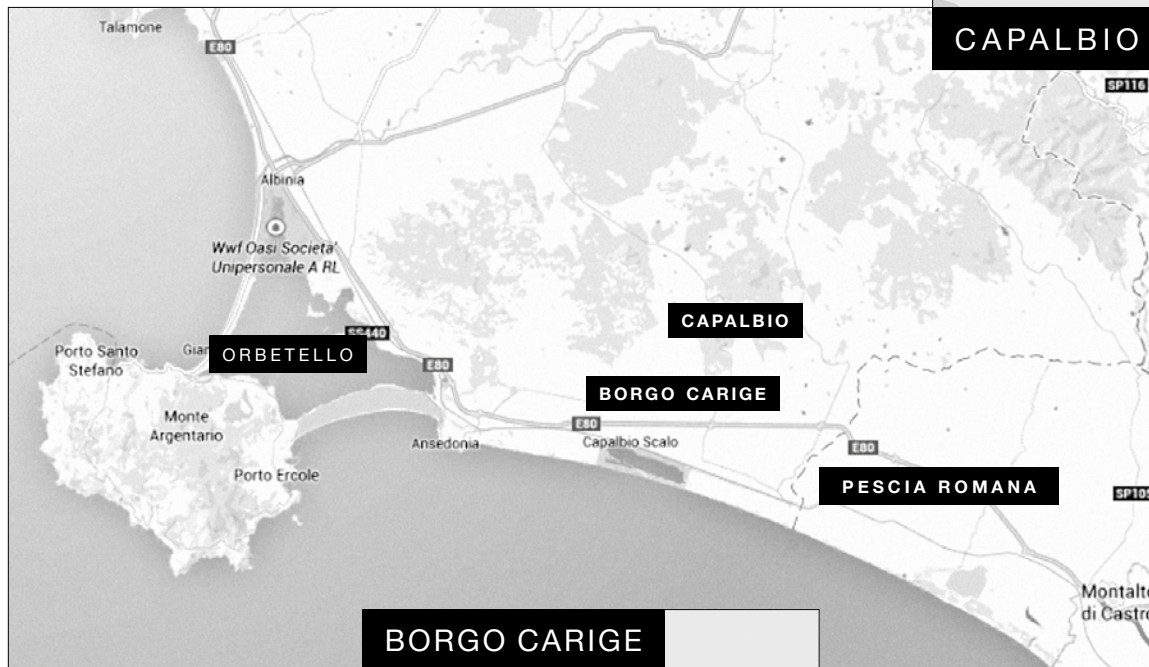 CAPALBIO
Talamone
E80
SP116
Albinia
Wwf Oasi Societa'
Unipersonale A RL
CAPALBIO
SS440
Porto Santo
Stefano
ORBETELLO
E80
BORGO CARIGE
Monte
Argentario
E80
Ansedonia
Capalbio Scalo
E80
Porto Ercole
PESCIA ROMANA
Montalto
di Castro
BORGO CARIGE